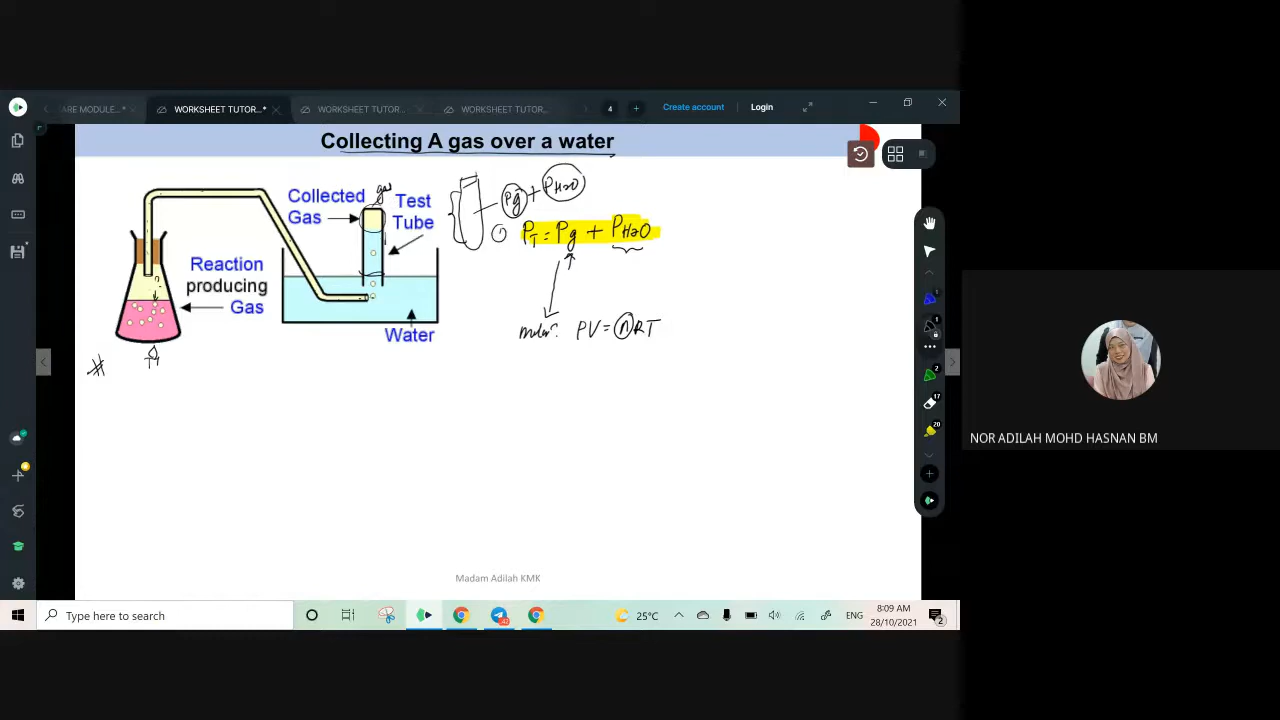 ARE MODULE...*
WORKSHEET TUTOR...*
WORKSHEET TUTOR...
WORKSHEET TUTOR...
4
Create account
Login
Collecting A gas over a water
Collected
Gas
gas
Test
Tube
Pg + PH2O
PT = Pg + PH2O
Reaction
producing
Gas
Water
PV = nRT
NOR ADILAH MOHD HASNAN BM
Madam Adilah KMK
Type here to search
25°C
ENG
8:09 AM
28/10/2021
2